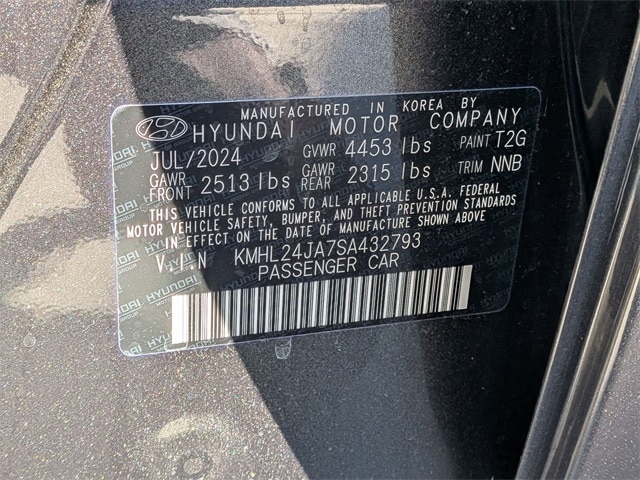 MANUFACTURED IN KOREA BY
HYUNDAI MOTOR COMPANY
JUL/2024 GVWR 4453 lbs PAINT T2G
GAWR FRONT 2513 lbs GAWR REAR 2315 lbs TRIM NNB
THIS VEHICLE CONFORMS TO ALL APPLICABLE U.S.A. FEDERAL
MOTOR VEHICLE SAFETY, BUMPER, AND THEFT PREVENTION STANDARDS
IN EFFECT ON THE DATE OF MANUFACTURE SHOWN ABOVE
V.I.N KMHL24JA7SA432793
PASSENGER CAR